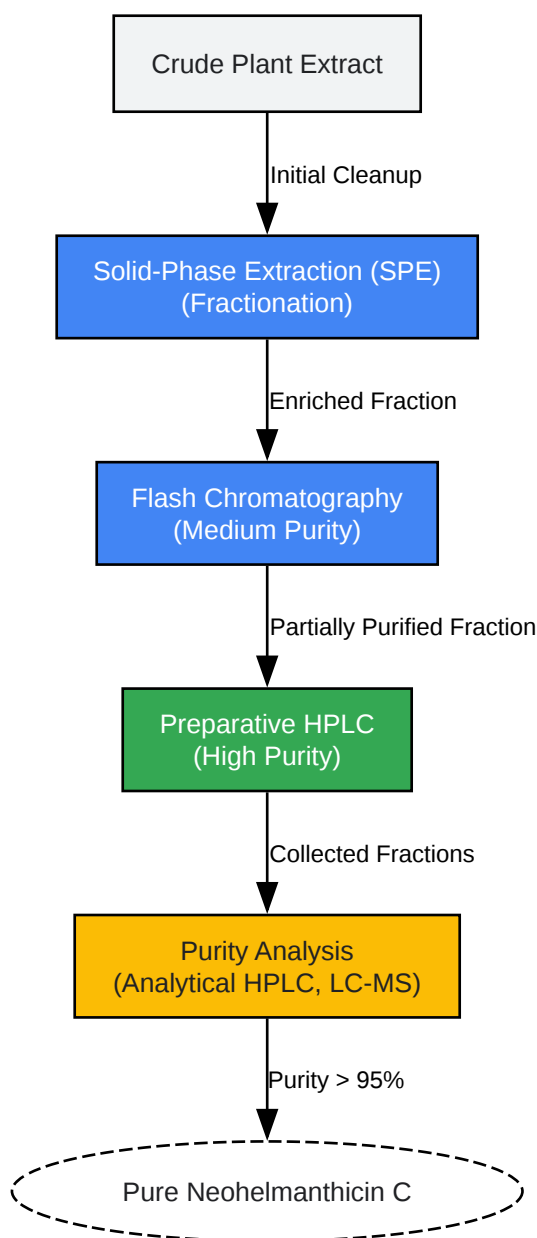 Crude Plant Extract
Initial Cleanup
Solid-Phase Extraction (SPE)
(Fractionation)
Enriched Fraction
Flash Chromatography
(Medium Purity)
Partially Purified Fraction
Preparative HPLC
(High Purity)
Collected Fractions
Purity Analysis
(Analytical HPLC, LC-MS)
Purity > 95%
Pure Neohelmanthicin C